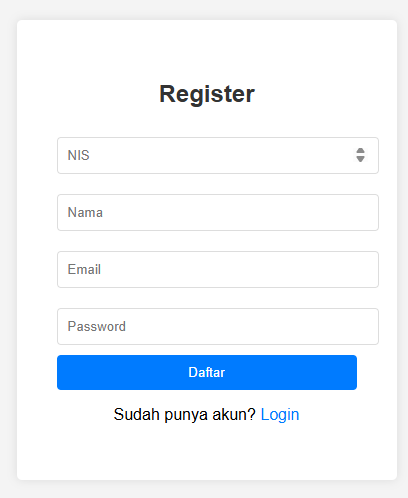 Register
NIS
Nama
Email
Password
Daftar
Sudah punya akun? Login